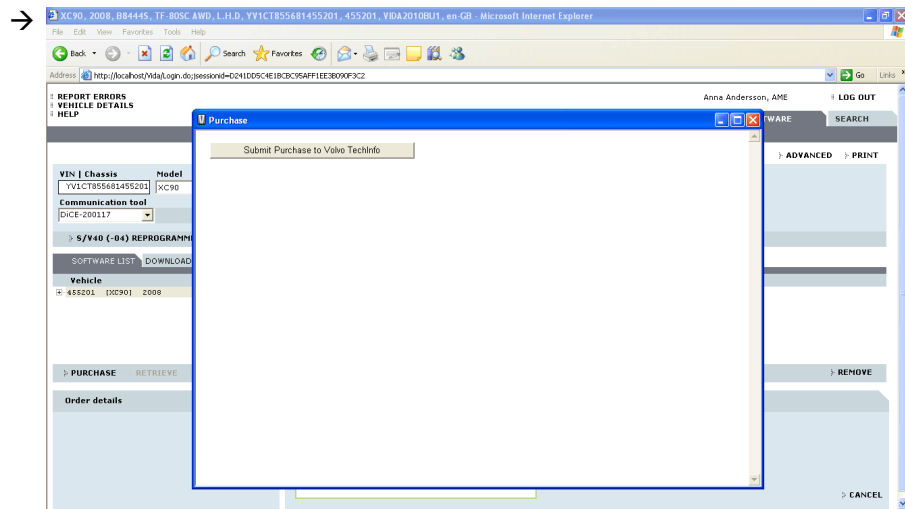 XC90, 2008, B8444S, TF-80SC AWD, L.H.D, YV1CT855681455201, 455201, VIDA2010BU1, en-GB - Microsoft Internet Explorer
File Edit View Favorites Tools Help
Back Search Favorites
Address http://localhost/Vida/Login.do;jsessionid=D241DD5C4E1BCBC95AFF1EE3B090F3C2 Go Links
REPORT ERRORS
VEHICLE DETAILS
HELP
Anna Andersson, AME LOG OUT
Purchase
TWARE SEARCH
Submit Purchase to Volvo TechInfo
ADVANCED PRINT
VIN | Chassis Model
YV1CT855681455201 XC90
Communication tool
DiCE-200117
S/V40 (-04) REPROGRAMMI
SOFTWARE LIST DOWNLOAD
Vehicle
455201 [XC90] 2008
PURCHASE RETRIEVE REMOVE
Order details
CANCEL